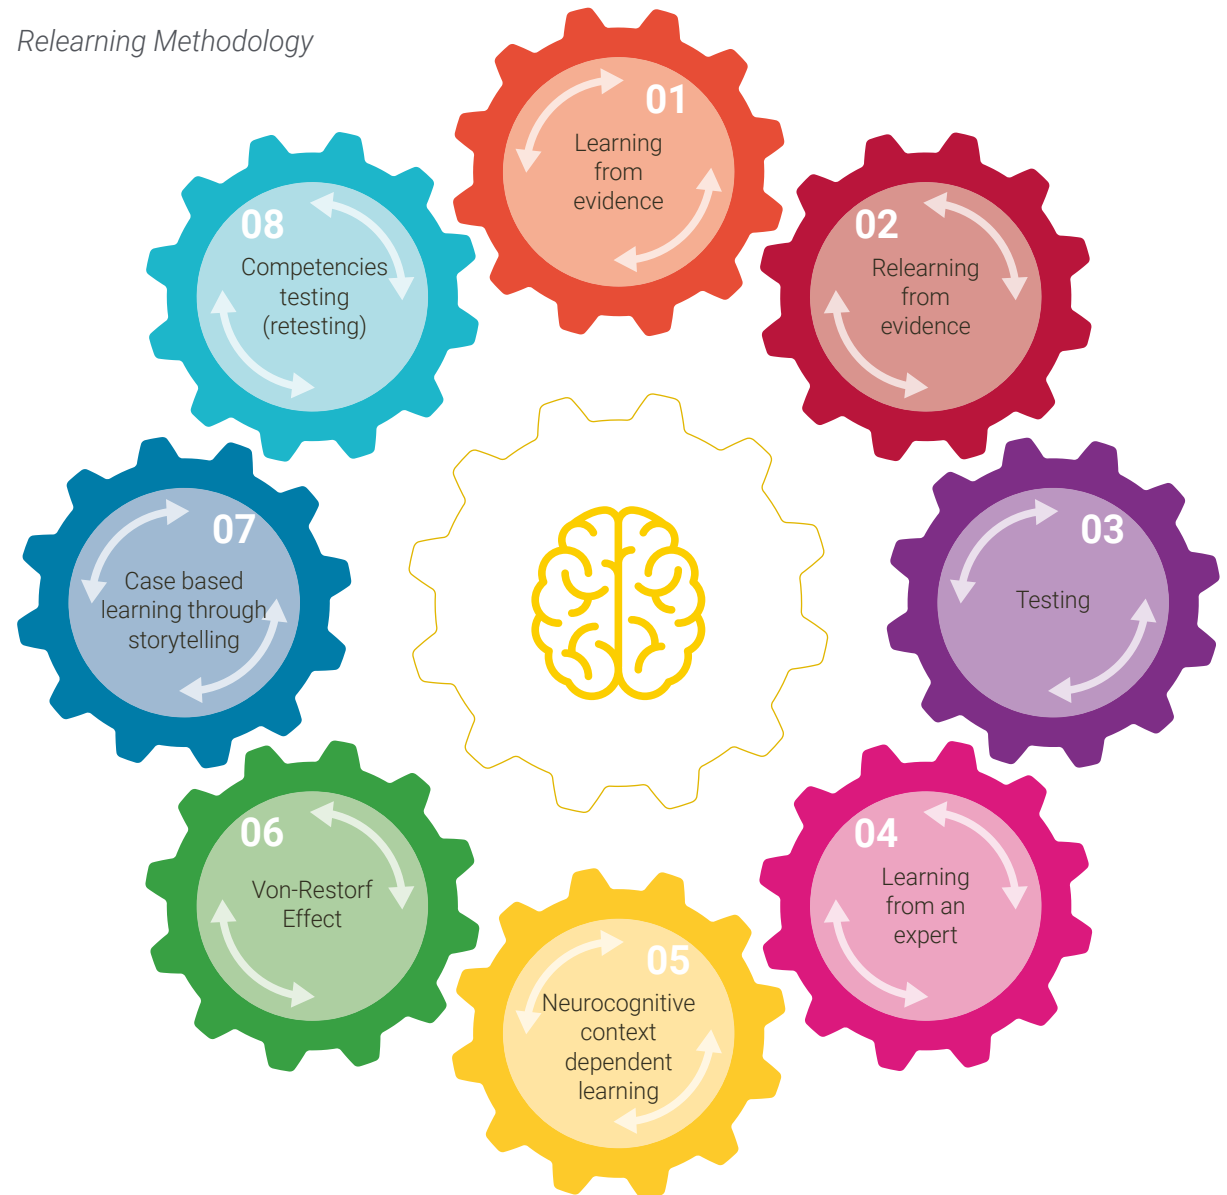 Relearning Methodology
01
Learning
from
evidence
02
Relearning
from
evidence
03
Testing
04
Learning
from an
expert
05
Neurocognitive
context
dependent
learning
06
Von-Restorf
Effect
07
Case based
learning through
storytelling
08
Competencies
testing
(retesting)